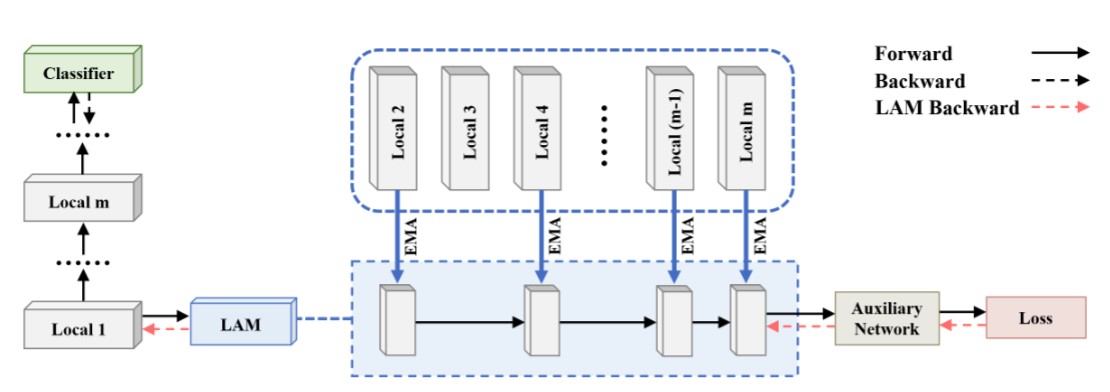 Classifier
Local m
Local 1
LAM
Local 2
Local 3
Local 4
Local (m-1)
Local m
EMA
EMA
EMA
EMA
Auxiliary
Network
Loss
Forward
Backward
LAM Backward